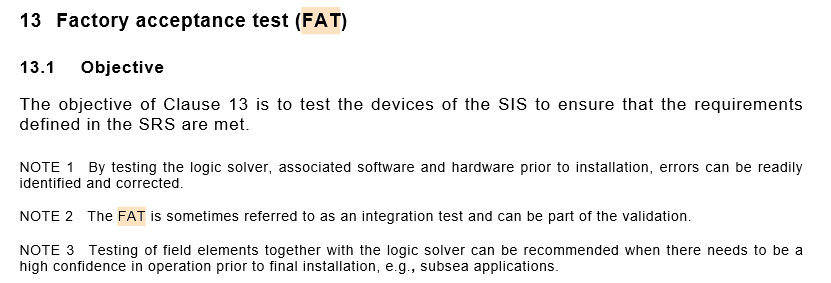 13 Factory acceptance test (FAT)
13.1 Objective
The objective of Clause 13 is to test the devices of the SIS to ensure that the requirements
defined in the SRS are met.
NOTE 1 By testing the logic solver, associated software and hardware prior to installation, errors can be readily
identified and corrected.
NOTE 2 The FAT is sometimes referred to as an integration test and can be part of the validation.
NOTE 3 Testing of field elements together with the logic solver can be recommended when there needs to be a
high confidence in operation prior to final installation, e.g., subsea applications.